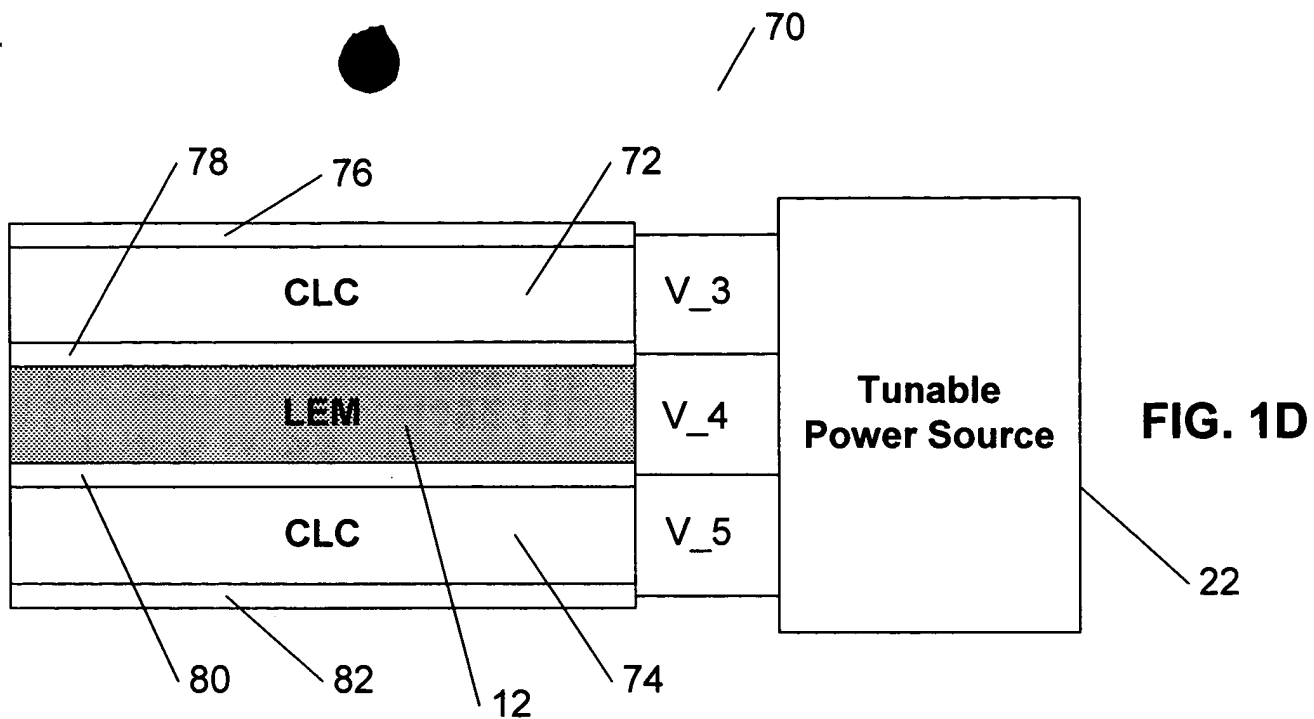 70
78
76
72
CLC
V_3
LEM
V_4
Tunable
Power Source
FIG. 1D
CLC
V_5
22
80
82
12
74